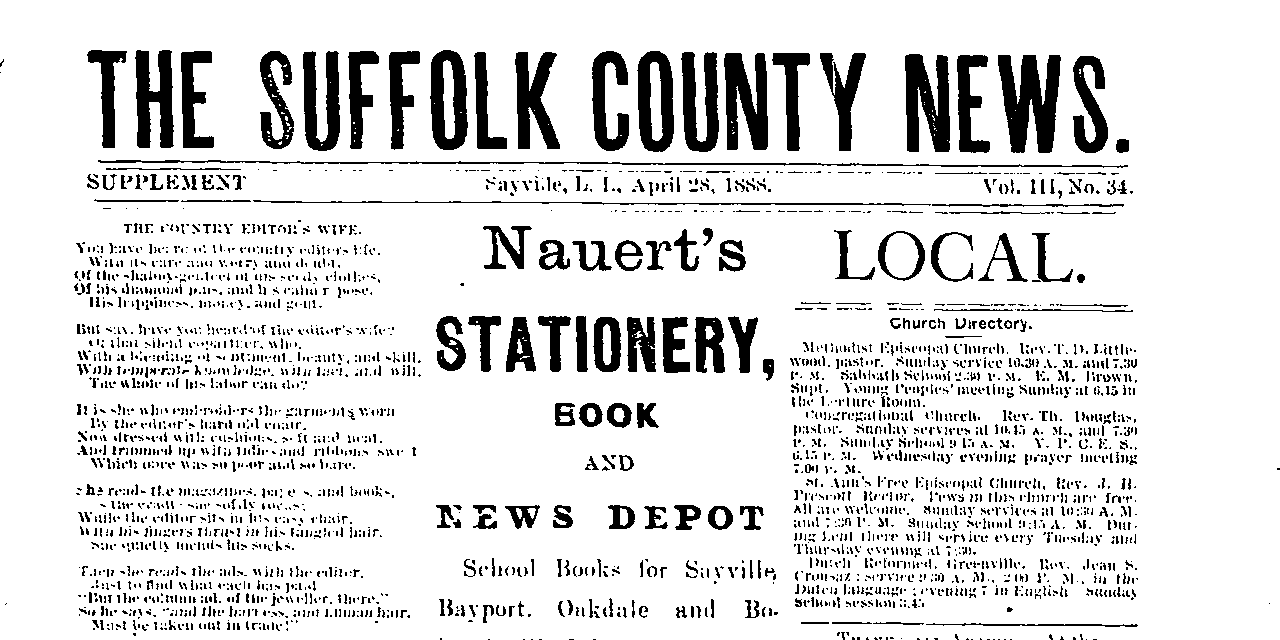 THE SUFFOLK COUNTY NEWS.
SUPPLEMENT Sayville, L. I., April 28, 1888. Vol. III, No. 34.
THE COUNTRY EDITOR'S WIFE.
You have heard of the country editors life,
With its care and worry and doubt,
Of the shabby-genteel of his seedy clothes,
Of his diamond pins, and his calm repose,
His happiness, money, and gout.
But say, have you heard of the editor's wife?
Of that silent copartner, who,
With a blending of sentiment, beauty, and skill,
With temperate knowledge, with tact, and will,
The whole of his labor can do?
It is she who embroiders the garments worn
By the editor's hard old chair,
Now dressed with cushions, soft and neat,
And trimmed up with tidies and ribbons sweet
Which once was so poor and so bare.
She reads the magazines, papers, and books,
she softly rocks;
While the editor sits in his easy chair,
With his fingers thrust in his tangled hair,
She quietly mends his socks.
Then she reads the ads. with the editor,
Just to find what each has paid
"But the column ad. of the jeweller, there,"
So he says, "and the harness, and human hair,
Must be taken out in trade!"
Nauert's
STATIONERY,
BOOK
AND
NEWS DEPOT
School Books for Sayville,
Bayport, Oakdale and Bo-
LOCAL.
Church Directory.
Methodist Episcopal Church. Rev. T. D. Little-
wood, pastor. Sunday service 10.30 A. M. and 7.30
P. M. Sabbath School 2.30 P. M. E. M. Brown,
Supt. Young Peoples' meeting Sunday at 6.15 in
the Lecture Room.
Congregational Church. Rev. Th. Douglas,
pastor. Sunday services at 10.45 A. M., and 7.30
P. M. Sunday School 9 45 A. M. Y. P. C. E. S.,
6.15 P. M. Wednesday evening prayer meeting
7.00 P. M.
St. Ann's Free Episcopal Church, Rev. J. H.
Prescott Rector. Pews in this church are free.
All are welcome. Sunday services at 10:30 A. M.
and 7:30 P. M. Sunday School 9:15 A. M. Dur-
ing Lent there will service every Tuesday and
Thursday evening at 7:30.
Dutch Reformed, Greenville. Rev. Jean S.
Crousaz: service 9 30 A. M., 2 00 P. M., in the
Dutch language; evening 7 in English Sunday
School session 3.45